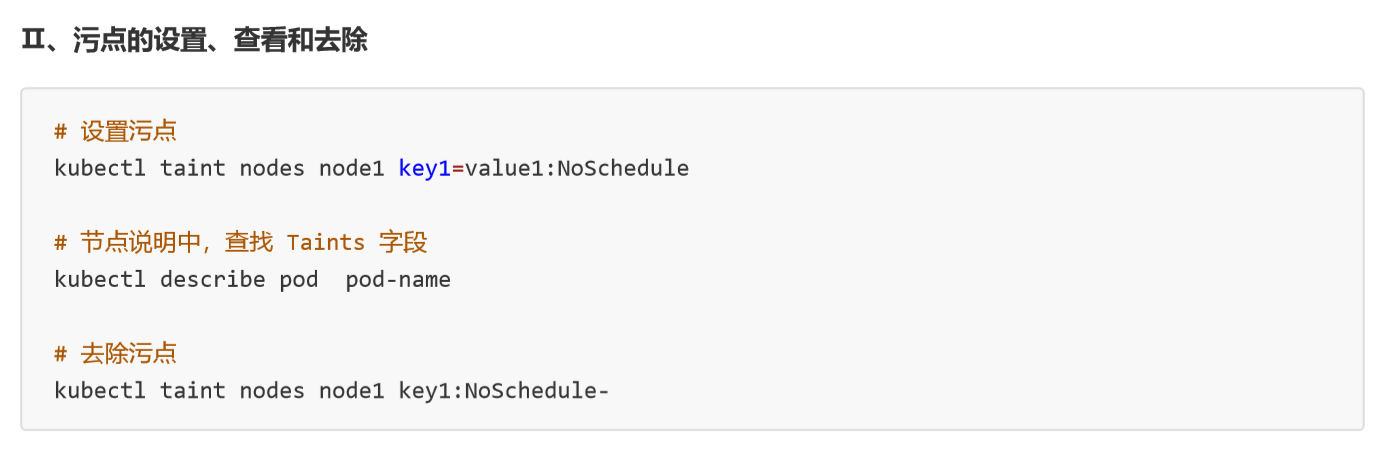 Ⅱ、污点的设置、查看和去除
# 设置污点
kubectl taint nodes node1 key1=value1:NoSchedule
# 节点说明中，查找 Taints 字段
kubectl describe pod  pod-name
# 去除污点
kubectl taint nodes node1 key1:NoSchedule-